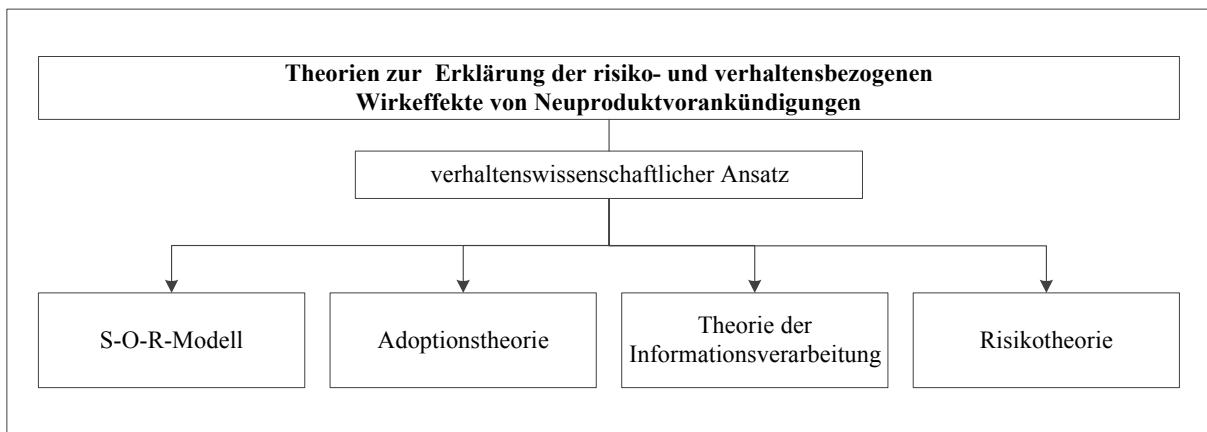 Theorien zur Erklärung der risiko- und verhaltensbezogenen
Wirkeffekte von Neuproduktvorankündigungen
verhaltenswissenschaftlicher Ansatz
S-O-R-Modell
Adoptionstheorie
Theorie der
Informationsverarbeitung
Risikotheorie